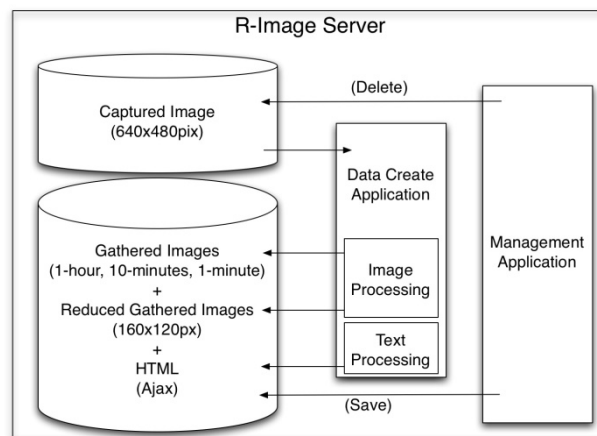 R-Image Server
(Delete)
Captured Image
(640x480pix)
Data Create
Application
Management
Application
Gathered Images
(1-hour, 10-minutes, 1-minute)
+
Reduced Gathered Images
(160x120px)
+
HTML
(Ajax)
Image
Processing
Text
Processing
(Save)